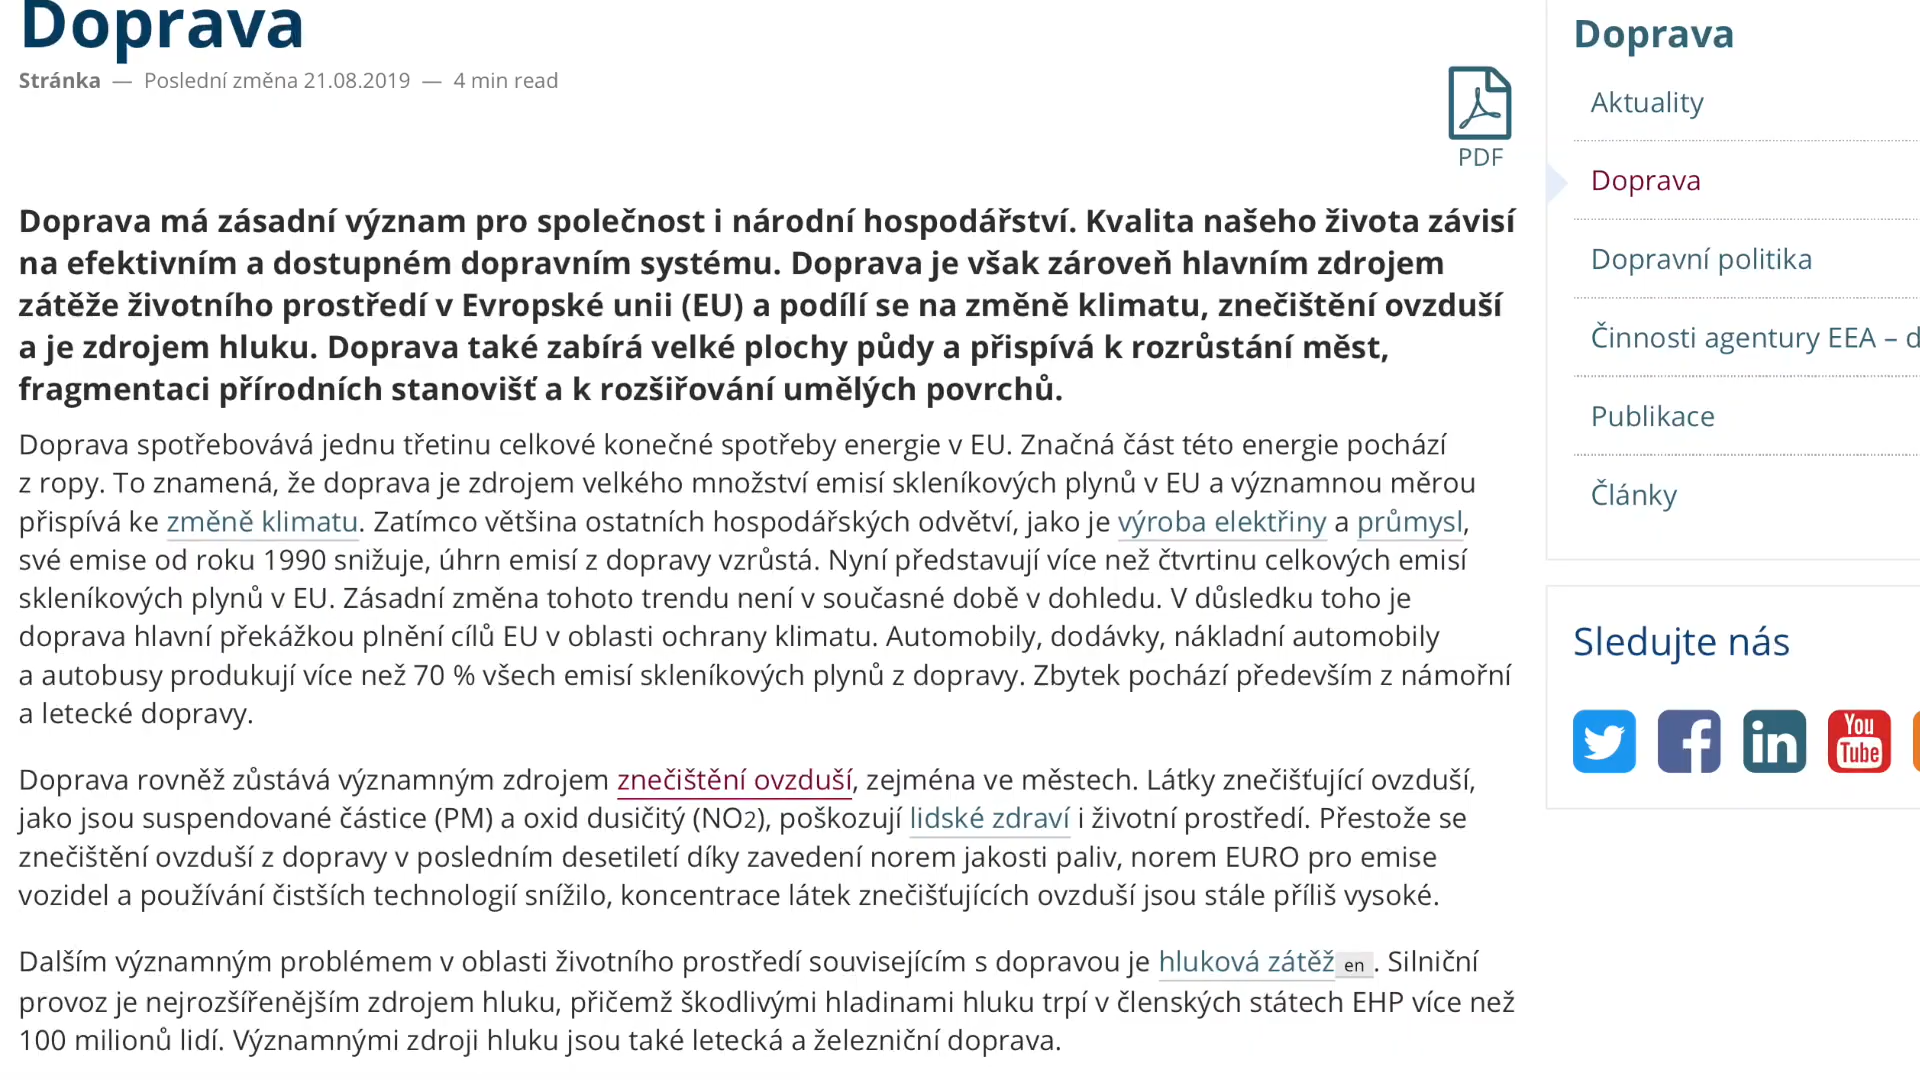 Doprava
Stránka — Poslední změna 21.08.2019 — 4 min read
PDF
Doprava má zásadní význam pro společnost i národní hospodářství. Kvalita našeho života závisí
na efektivním a dostupném dopravním systému. Doprava je však zároveň hlavním zdrojem
zátěže životního prostředí v Evropské unii (EU) a podílí se na změně klimatu, znečištění ovzduší
a je zdrojem hluku. Doprava také zabírá velké plochy půdy a přispívá k rozrůstání měst,
fragmentaci přírodních stanovišť a k rozšiřování umělých povrchů.
Doprava spotřebovává jednu třetinu celkové konečné spotřeby energie v EU. Značná část této energie pochází
z ropy. To znamená, že doprava je zdrojem velkého množství emisí skleníkových plynů v EU a významnou měrou
přispívá ke změně klimatu. Zatímco většina ostatních hospodářských odvětví, jako je výroba elektřiny a průmysl,
své emise od roku 1990 snižuje, úhrn emisí z dopravy vzrůstá. Nyní představují více než čtvrtinu celkových emisí
skleníkových plynů v EU. Zásadní změna tohoto trendu není v současné době v dohledu. V důsledku toho je
doprava hlavní překážkou plnění cílů EU v oblasti ochrany klimatu. Automobily, dodávky, nákladní automobily
a autobusy produkují více než 70 % všech emisí skleníkových plynů z dopravy. Zbytek pochází především z námořní
a letecké dopravy.
Doprava rovněž zůstává významným zdrojem znečištění ovzduší, zejména ve městech. Látky znečišťující ovzduší,
jako jsou suspendované částice (PM) a oxid dusičitý (NO2), poškozují lidské zdraví i životní prostředí. Přestože se
znečištění ovzduší z dopravy v posledním desetiletí díky zavedení norem jakosti paliv, norem EURO pro emise
vozidel a používání čistších technologií snížilo, koncentrace látek znečišťujících ovzduší jsou stále příliš vysoké.
Dalším významným problémem v oblasti životního prostředí souvisejícím s dopravou je hluková zátěž en . Silniční
provoz je nejrozšířenějším zdrojem hluku, přičemž škodlivými hladinami hluku trpí v členských státech EHP více než
100 milionů lidí. Významnými zdroji hluku jsou také letecká a železniční doprava.
Doprava
Aktuality
Doprava
Dopravní politika
Činnosti agentury EEA – d
Publikace
Články
Sledujte nás
in
You
Tube